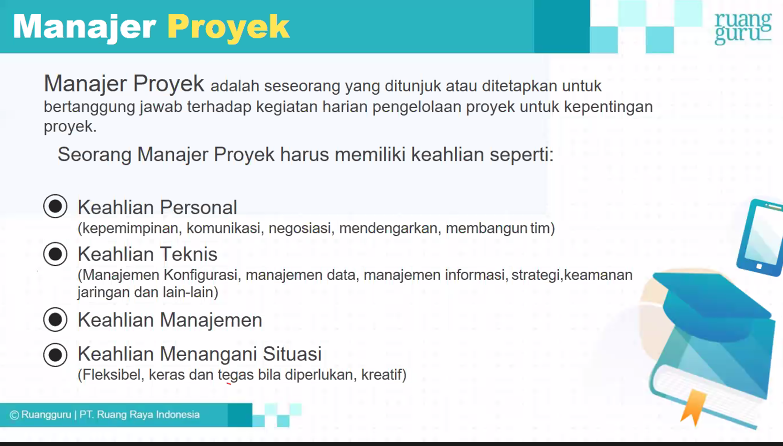 Manajer Proyek
ruang
guru
Manajer Proyek adalah seseorang yang ditunjuk atau ditetapkan untuk
bertanggung jawab terhadap kegiatan harian pengelolaan proyek untuk kepentingan
proyek.
Seorang Manajer Proyek harus memiliki keahlian seperti:
Keahlian Personal
(kepemimpinan, komunikasi, negosiasi, mendengarkan, membangun tim)
Keahlian Teknis
(Manajemen Konfigurasi, manajemen data, manajemen informasi, strategi,keamanan
jaringan dan lain-lain)
Keahlian Manajemen
Keahlian Menangani Situasi
(Fleksibel, keras dan tegas bila diperlukan, kreatif)
© Ruangguru | PT. Ruang Raya Indonesia